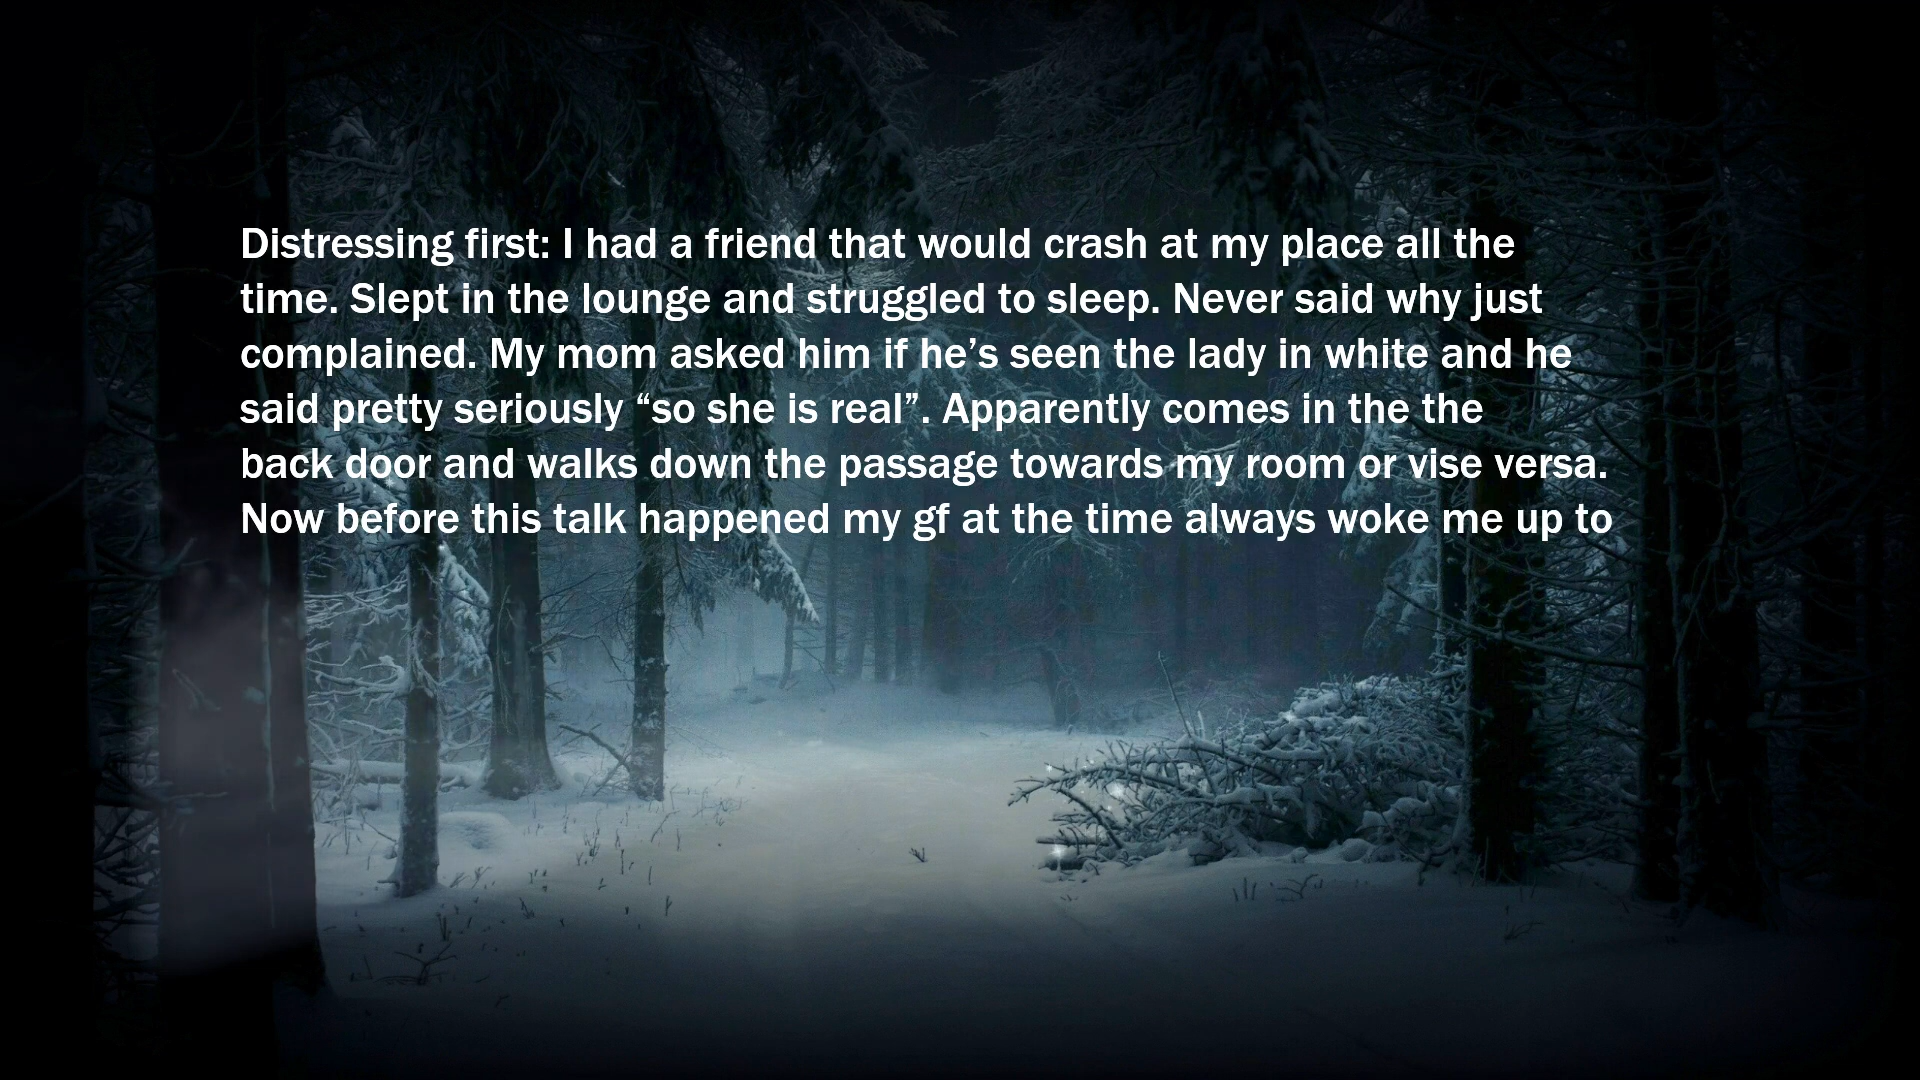 Distressing first: I had a friend that would crash at my place all the
time. Slept in the lounge and struggled to sleep. Never said why just
complained. My mom asked him if he’s seen the lady in white and he
said pretty seriously “so she is real”. Apparently comes in the the
back door and walks down the passage towards my room or vise versa.
Now before this talk happened my gf at the time always woke me up to